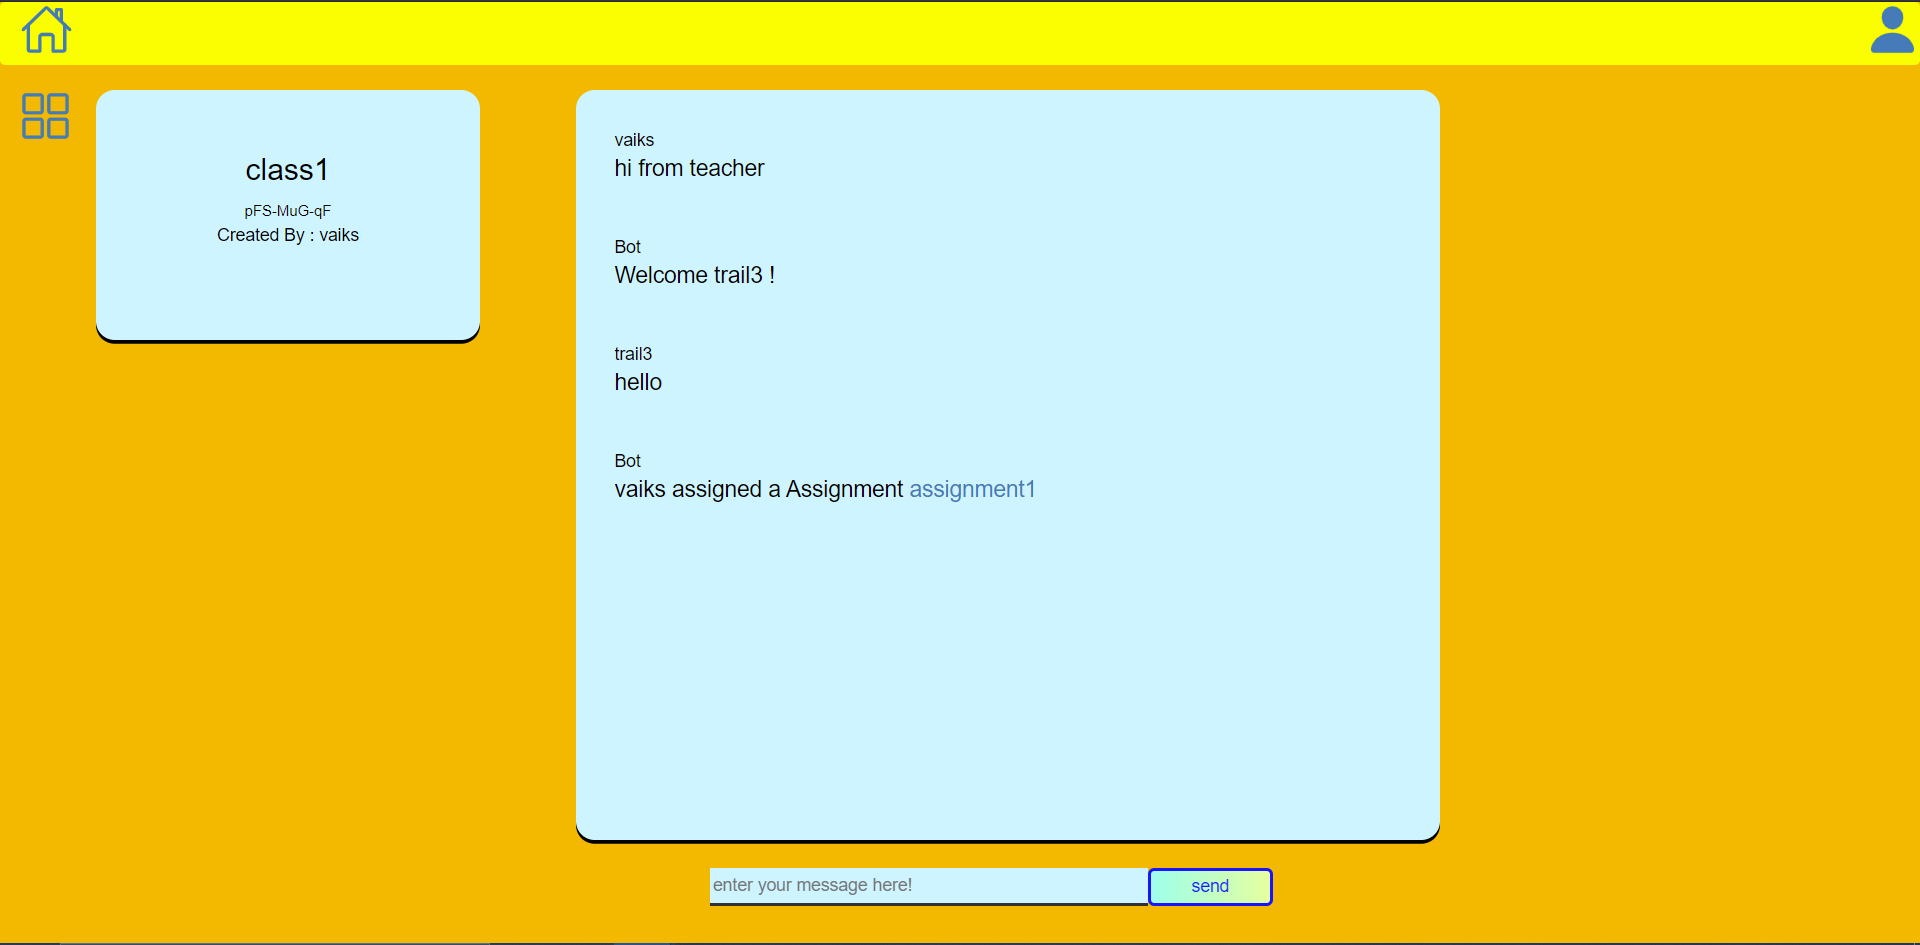 class1
pFS-MuG-qF
Created By : vaiks
vaiks
hi from teacher
Bot
Welcome trail3 !
trail3
hello
Bot
vaiks assigned a Assignment assignment1
enter your message here!
send